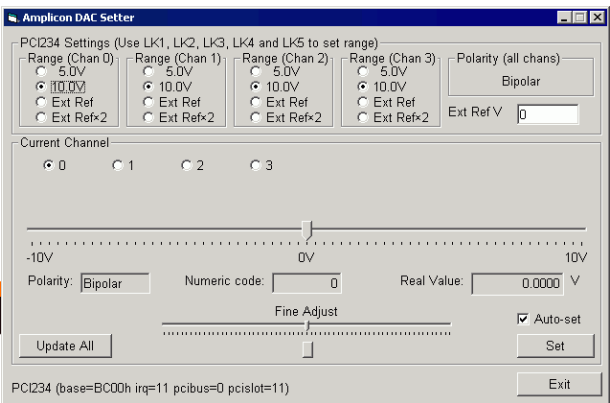 Amplicon DAC Setter
PCI234 Settings (Use LK1, LK2, LK3, LK4 and LK5 to set range)
Range (Chan 0) Range (Chan 1) Range (Chan 2) Range (Chan 3) Polarity (all chans)
5.0V 5.0V 5.0V 5.0V
10.0V 10.0V 10.0V 10.0V Bipolar
Ext Ref Ext Ref Ext Ref Ext Ref
Ext Ref×2 Ext Ref×2 Ext Ref×2 Ext Ref×2 Ext Ref V 0
Current Channel
0 1 2 3
-10V 0V 10V
Polarity: Bipolar Numeric code: 0 Real Value: 0.0000 V
Fine Adjust
Auto-set
Update All Set
PCI234 (base=BC00h irq=11 pcibus=0 pcislot=11) Exit